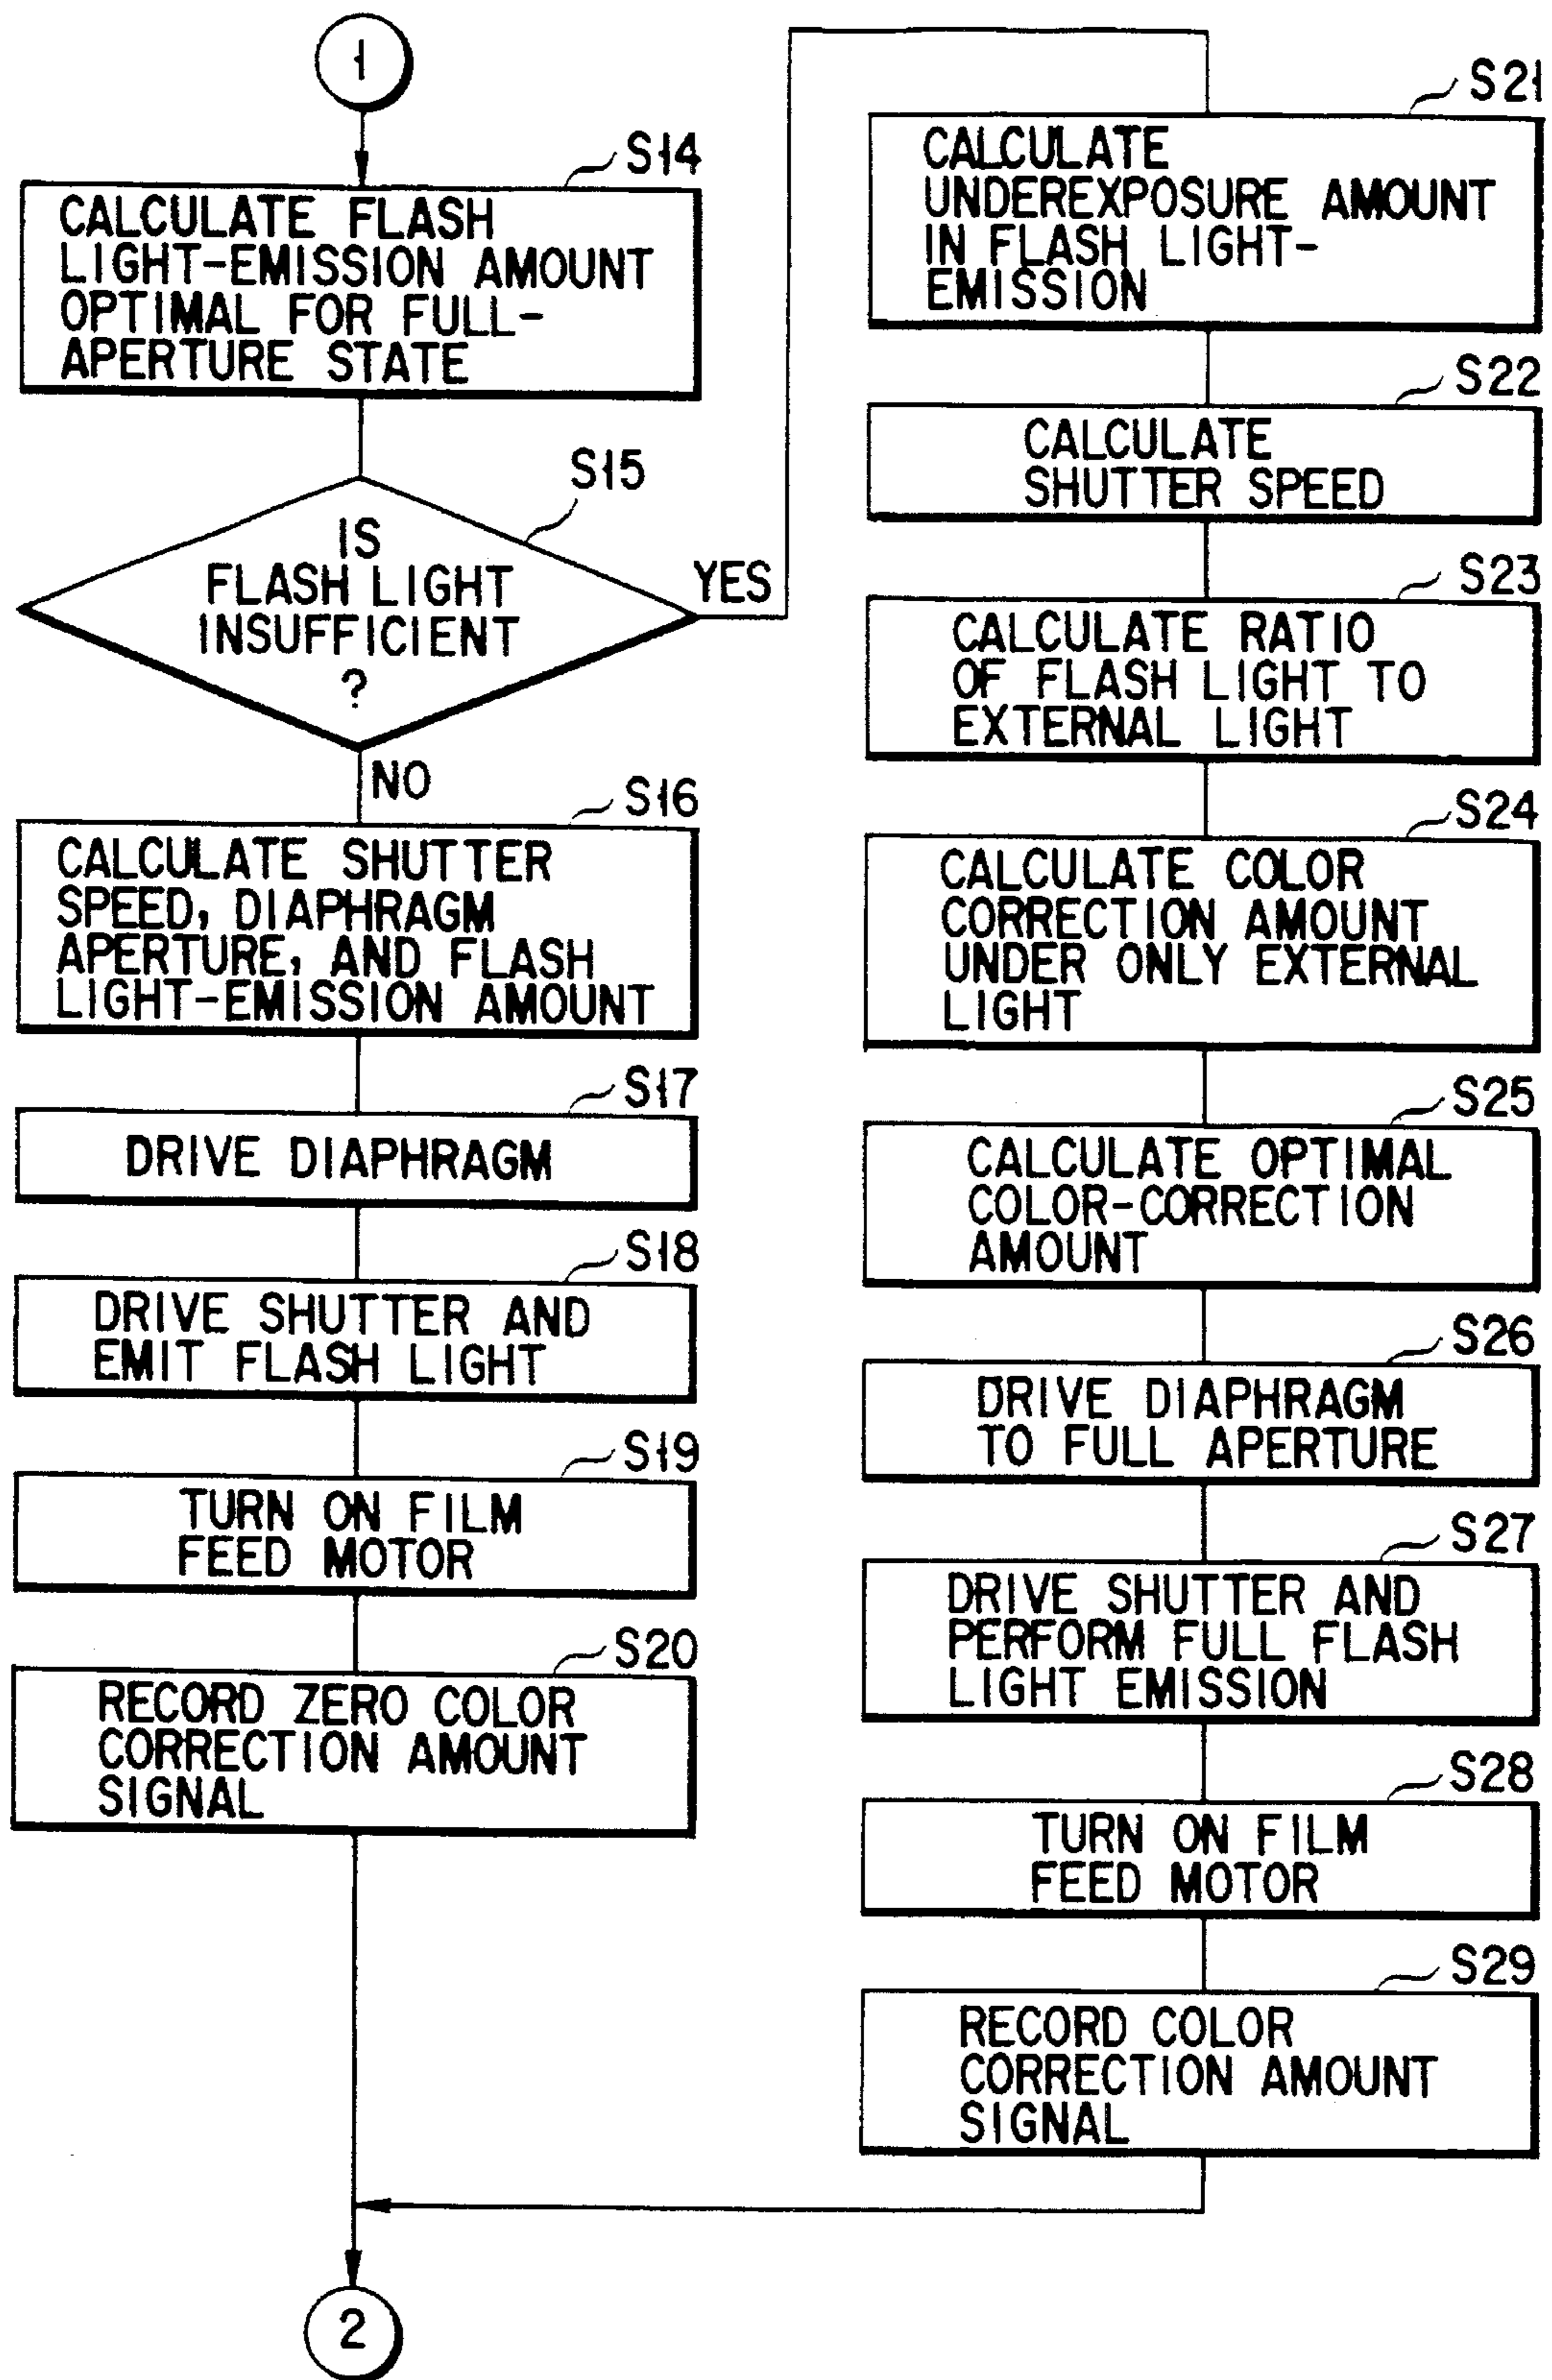 1
S14
CALCULATE FLASH
LIGHT-EMISSION AMOUNT
OPTIMAL FOR FULL-
APERTURE STATE
S15
IS
FLASH LIGHT
INSUFFICIENT
?
YES
NO
S16
CALCULATE SHUTTER
SPEED, DIAPHRAGM
APERTURE, AND FLASH
LIGHT-EMISSION AMOUNT
S17
DRIVE DIAPHRAGM
S18
DRIVE SHUTTER AND
EMIT FLASH LIGHT
S19
TURN ON FILM
FEED MOTOR
S20
RECORD ZERO COLOR
CORRECTION AMOUNT
SIGNAL
S21
CALCULATE
UNDEREXPOSURE AMOUNT
IN FLASH LIGHT-
EMISSION
S22
CALCULATE
SHUTTER SPEED
S23
CALCULATE RATIO
OF FLASH LIGHT TO
EXTERNAL LIGHT
S24
CALCULATE COLOR
CORRECTION AMOUNT
UNDER ONLY EXTERNAL
LIGHT
S25
CALCULATE OPTIMAL
COLOR-CORRECTION
AMOUNT
S26
DRIVE DIAPHRAGM
TO FULL APERTURE
S27
DRIVE SHUTTER AND
PERFORM FULL FLASH
LIGHT EMISSION
S28
TURN ON FILM
FEED MOTOR
S29
RECORD COLOR
CORRECTION AMOUNT
SIGNAL
2